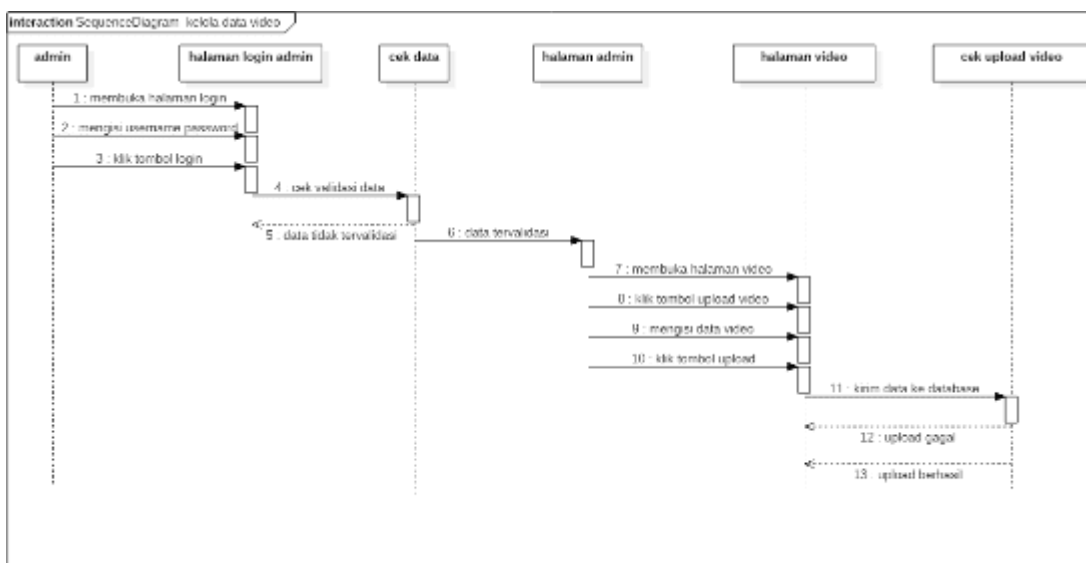 interaction SequenceDiagram kelola data video
admin
halaman login admin
cek data
halaman admin
halaman video
cek upload video
1 : membuka halaman login
2 : mengisi username password
3 : klik tombol login
4 : cek validasi data
5 : data tidak tervalidasi
6 : data tervalidasi
7 : membuka halaman video
8 : klik tombol upload video
9 : mengisi data video
10 : klik tombol upload
11 : kirim data ke database
12 : upload gagal
13 : upload berhasil